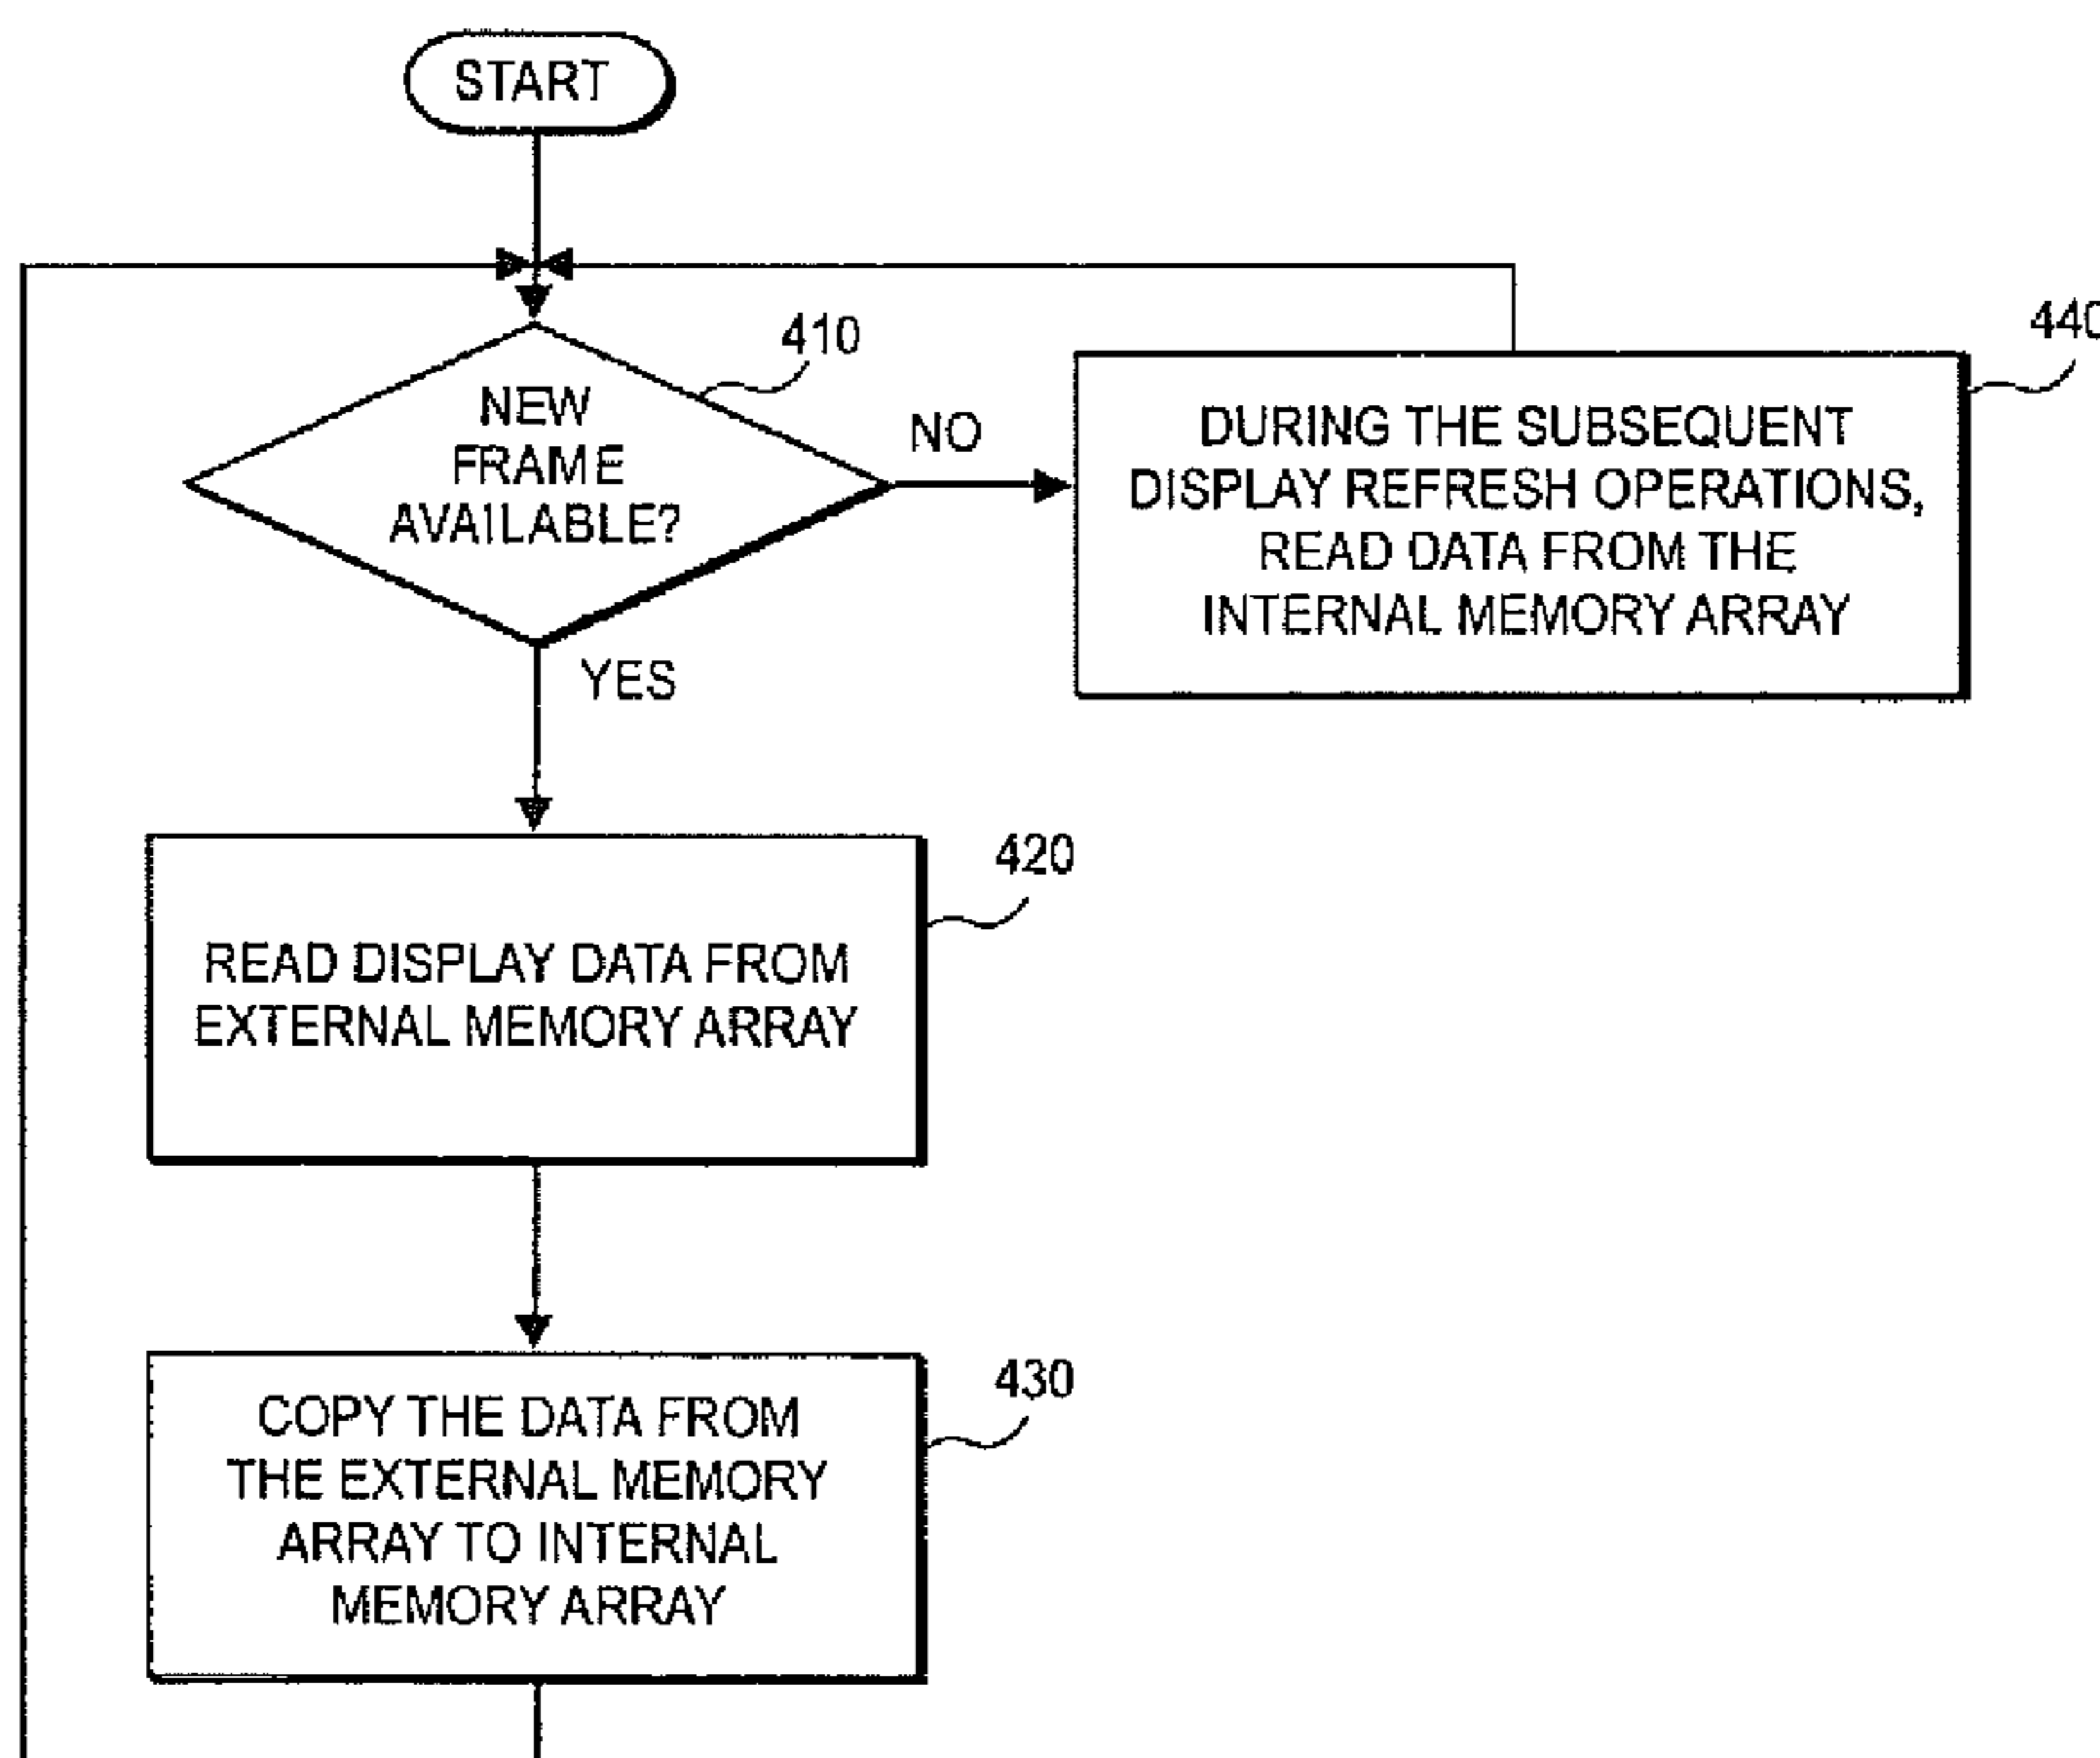 START
410
NEW
FRAME
AVAILABLE?
NO
YES
440
DURING THE SUBSEQUENT
DISPLAY REFRESH OPERATIONS,
READ DATA FROM THE
INTERNAL MEMORY ARRAY
420
READ DISPLAY DATA FROM
EXTERNAL MEMORY ARRAY
430
COPY THE DATA FROM
THE EXTERNAL MEMORY
ARRAY TO INTERNAL
MEMORY ARRAY